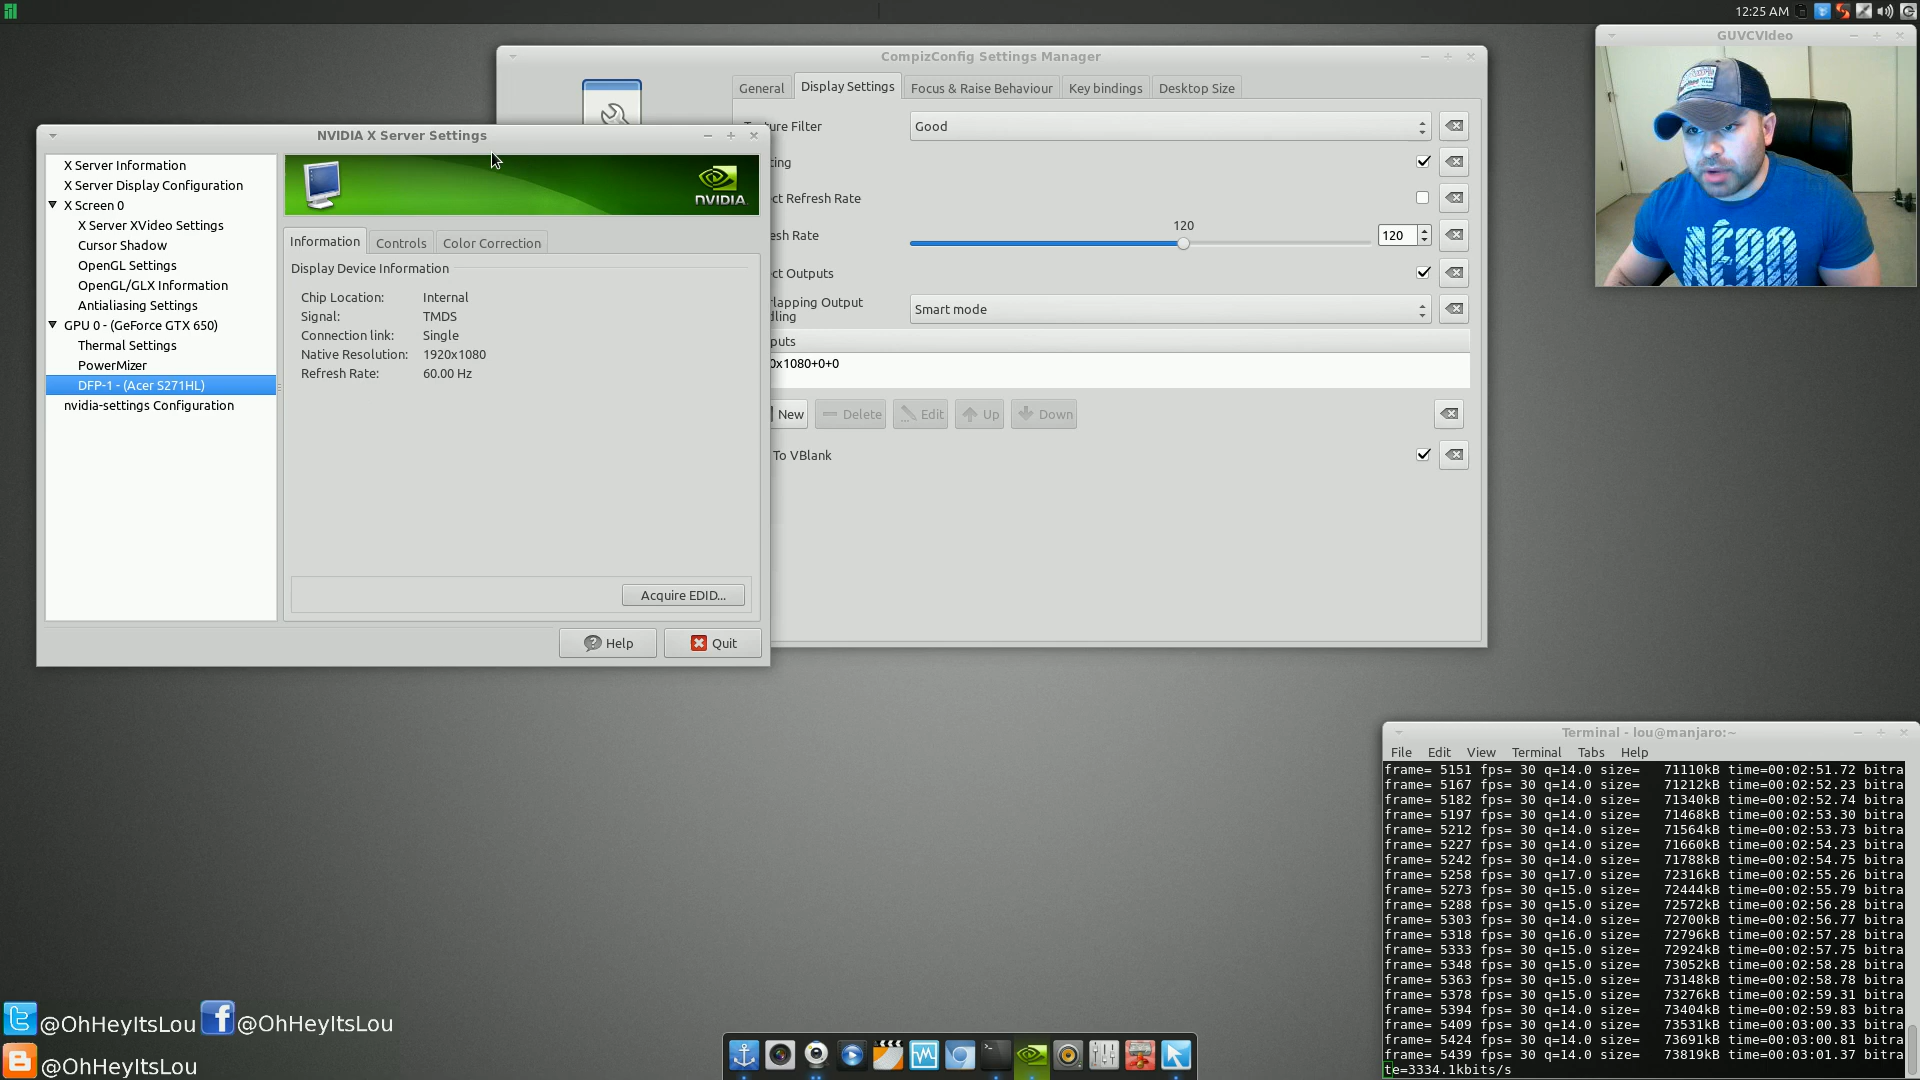 12:25 AM
GUVCVIdeo
CompizConfig Settings Manager
General
Display Settings
Focus & Raise Behaviour
Key bindings
Desktop Size
Filter
Good
Rate
120
Rate
120
Outputs
Output
Smart mode
+0+0
New
Delete
Edit
Up
Down
To VBlank
NVIDIA X Server Settings
X Server Information
X Server Display Configuration
X Screen 0
X Server XVideo Settings
Cursor Shadow
OpenGL Settings
OpenGL/GLX Information
Antialiasing Settings
GPU 0 - (GeForce GTX 650)
Thermal Settings
PowerMizer
DFP-1 - (Acer S271HL)
nvidia-settings Configuration
NVIDIA.
Information
Controls
Color Correction
Display Device Information
Chip Location: Internal
Signal: TMDS
Connection link: Single
Native Resolution: 1920x1080
Refresh Rate: 60.00 Hz
Acquire EDID...
Help
Quit
AERO
Terminal - lou@manjaro:~
File Edit View Terminal Tabs Help
frame= 5151 fps= 30 q=14.0 size= 71110kB time=00:02:51.72 bitra
frame= 5167 fps= 30 q=14.0 size= 71212kB time=00:02:52.23 bitra
frame= 5182 fps= 30 q=14.0 size= 71340kB time=00:02:52.74 bitra
frame= 5197 fps= 30 q=14.0 size= 71468kB time=00:02:53.30 bitra
frame= 5212 fps= 30 q=14.0 size= 71564kB time=00:02:53.73 bitra
frame= 5227 fps= 30 q=14.0 size= 71660kB time=00:02:54.23 bitra
frame= 5242 fps= 30 q=14.0 size= 71788kB time=00:02:54.75 bitra
frame= 5258 fps= 30 q=17.0 size= 72316kB time=00:02:55.26 bitra
frame= 5273 fps= 30 q=15.0 size= 72444kB time=00:02:55.79 bitra
frame= 5288 fps= 30 q=15.0 size= 72572kB time=00:02:56.28 bitra
frame= 5303 fps= 30 q=14.0 size= 72700kB time=00:02:56.77 bitra
frame= 5318 fps= 30 q=16.0 size= 72796kB time=00:02:57.28 bitra
frame= 5333 fps= 30 q=15.0 size= 72924kB time=00:02:57.75 bitra
frame= 5348 fps= 30 q=15.0 size= 73052kB time=00:02:58.28 bitra
frame= 5363 fps= 30 q=15.0 size= 73148kB time=00:02:58.78 bitra
frame= 5378 fps= 30 q=15.0 size= 73276kB time=00:02:59.31 bitra
frame= 5394 fps= 30 q=15.0 size= 73404kB time=00:02:59.83 bitra
frame= 5409 fps= 30 q=14.0 size= 73531kB time=00:03:00.33 bitra
frame= 5424 fps= 30 q=14.0 size= 73691kB time=00:03:00.81 bitra
frame= 5439 fps= 30 q=14.0 size= 73819kB time=00:03:01.37 bitra
te=3334.1kbits/s
@OhHeyItsLou
@OhHeyItsLou
@OhHeyItsLou